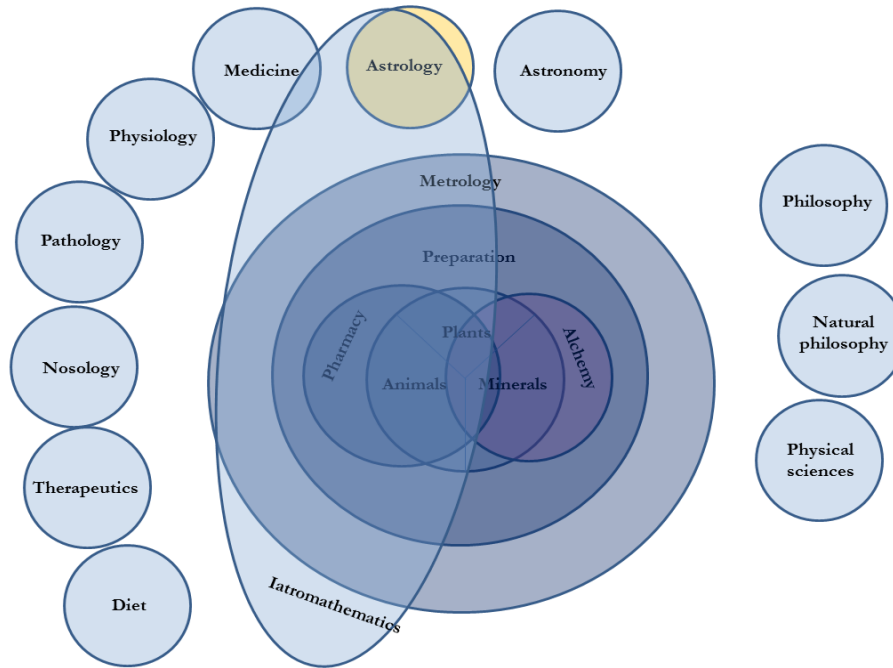 Medicine
Astrology
Astronomy
Physiology
Metrology
Philosophy
Pathology
Preparation
Natural
philosophy
Pharmacy
Plants
Alchemy
Nosology
Animals
Minerals
Physical
sciences
Therapeutics
Diet
Iatromathematics